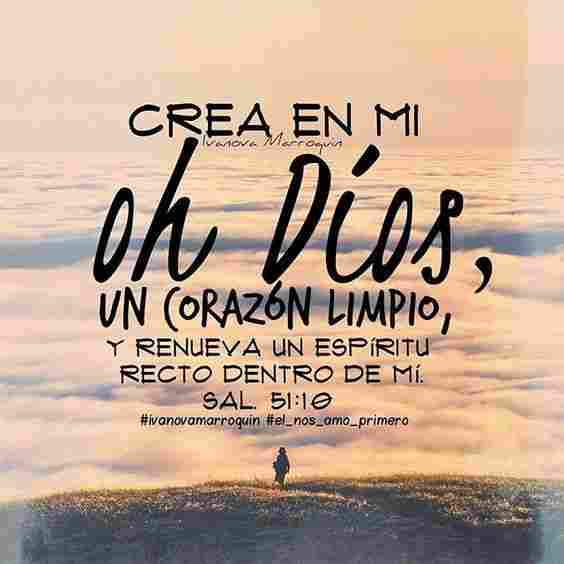 CREA EN MI
Ivanova Marroquin
oh Díos,
UN CORAZÓN LIMPIO,
Y RENUEVA UN ESPÍRITU
RECTO DENTRO DE MÍ.
SAL. 51:10
#ivanovamarroquin #el_nos_amo_primero